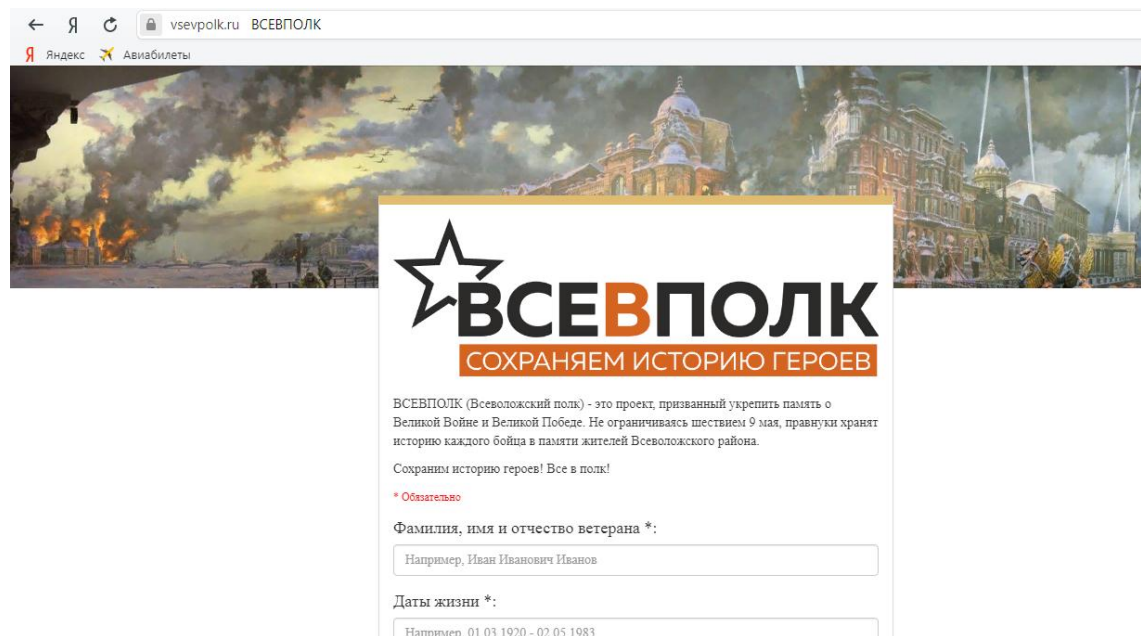 Я vsevpolk.ru ВСЕВПОЛК
Я Яндекс Авиабилеты
ВСЕВПОЛК
СОХРАНЯЕМ ИСТОРИЮ ГЕРОЕВ
ВСЕВПОЛК (Всеволожский полк) - это проект, призванный укрепить память о
Великой Войне и Великой Победе. Не ограничиваясь шествием 9 мая, правнуки хранят
историю каждого бойца в памяти жителей Всеволожского района.
Сохраним историю героев! Все в полк!
* Обязательно
Фамилия, имя и отчество ветерана *:
Например, Иван Иванович Иванов
Даты жизни *:
Например, 01.03.1920 - 02.05.1983